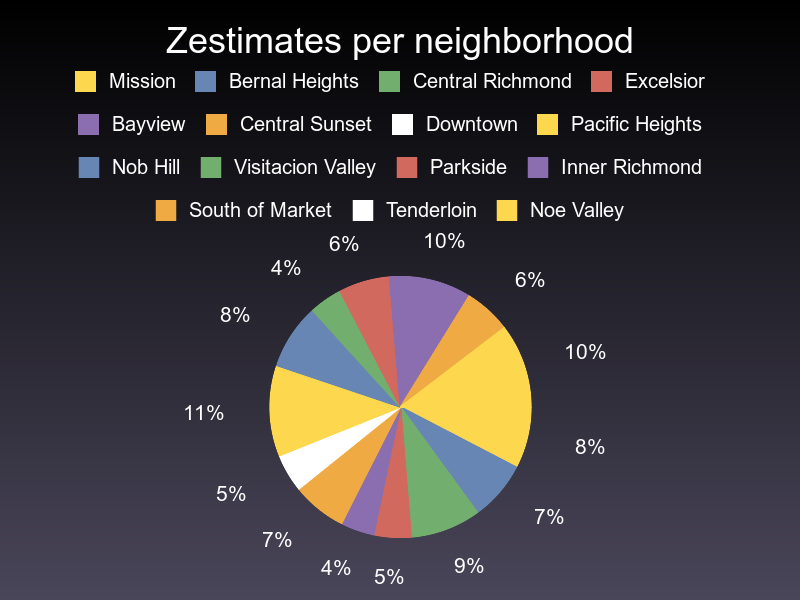 Zestimates per neighborhood
Mission Bernal Heights Central Richmond Excelsior
Bayview Central Sunset Downtown Pacific Heights
Nob Hill Visitacion Valley Parkside Inner Richmond
South of Market Tenderloin Noe Valley
6% 10%
4% 6%
8%
10%
11%
8%
5%
7%
7%
4% 5% 9%